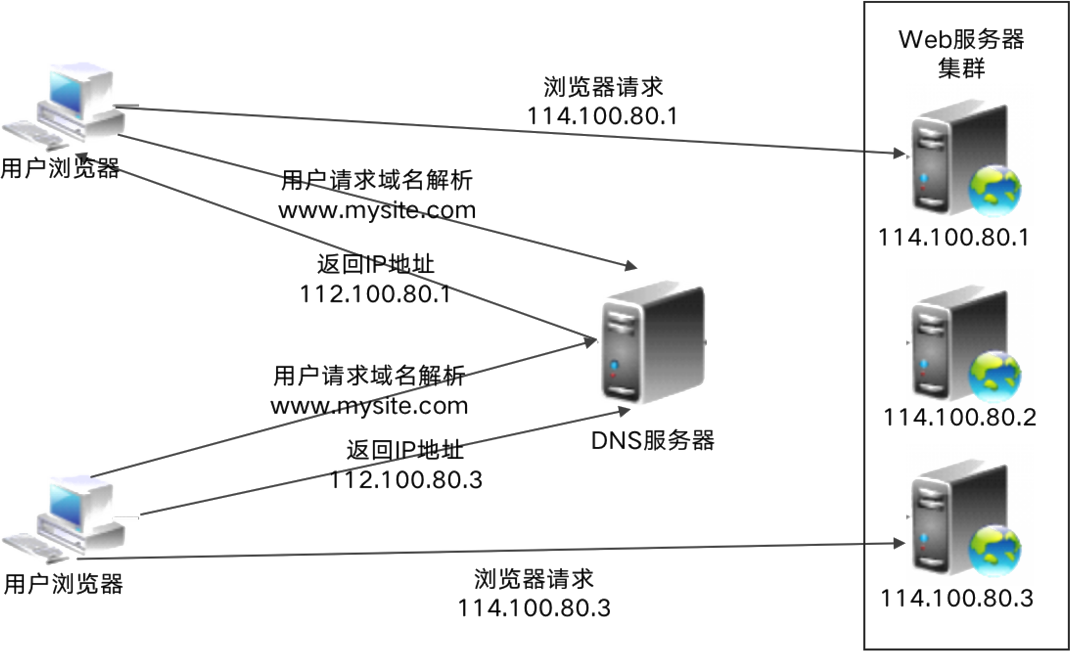 Web服务器
集群
浏览器请求
114.100.80.1
用户浏览器
用户请求域名解析
www.mysite.com
114.100.80.1
返回IP地址
112.100.80.1
用户请求域名解析
www.mysite.com
114.100.80.2
DNS服务器
返回IP地址
112.100.80.3
用户浏览器
浏览器请求
114.100.80.3
114.100.80.3